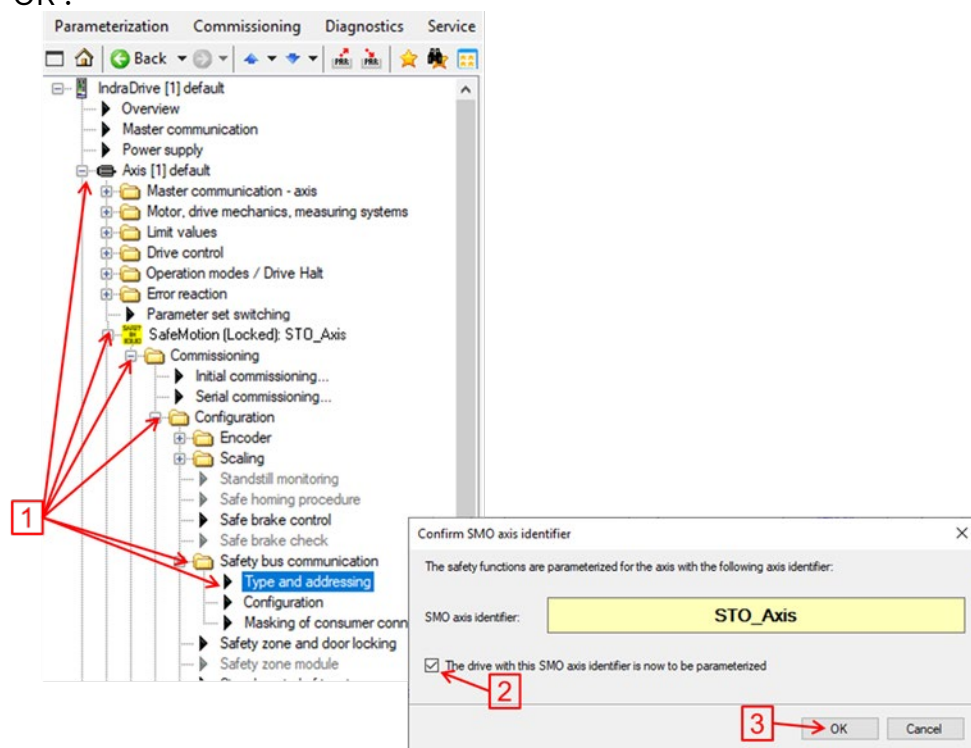 OK .
Parameterization Commissioning Diagnostics Service
Back
IndraDrive [1] default
Overview
Master communication
Power supply
Axis [1] default
Master communication - axis
Motor, drive mechanics, measuring systems
Limit values
Drive control
Operation modes / Drive Halt
Error reaction
Parameter set switching
SafeMotion (Locked): STO_Axis
Commissioning
Initial commissioning...
Serial commissioning...
Configuration
Encoder
Scaling
Standstill monitoring
Safe homing procedure
Safe brake control
Safe brake check
Safety bus communication
Type and addressing
Configuration
Masking of consumer conn
Safety zone and door locking
Safety zone module
1
Confirm SMO axis identifier
The safety functions are parameterized for the axis with the following axis identifier:
SMO axis identifier: STO_Axis
The drive with this SMO axis identifier is now to be parameterized
2
3
OK Cancel